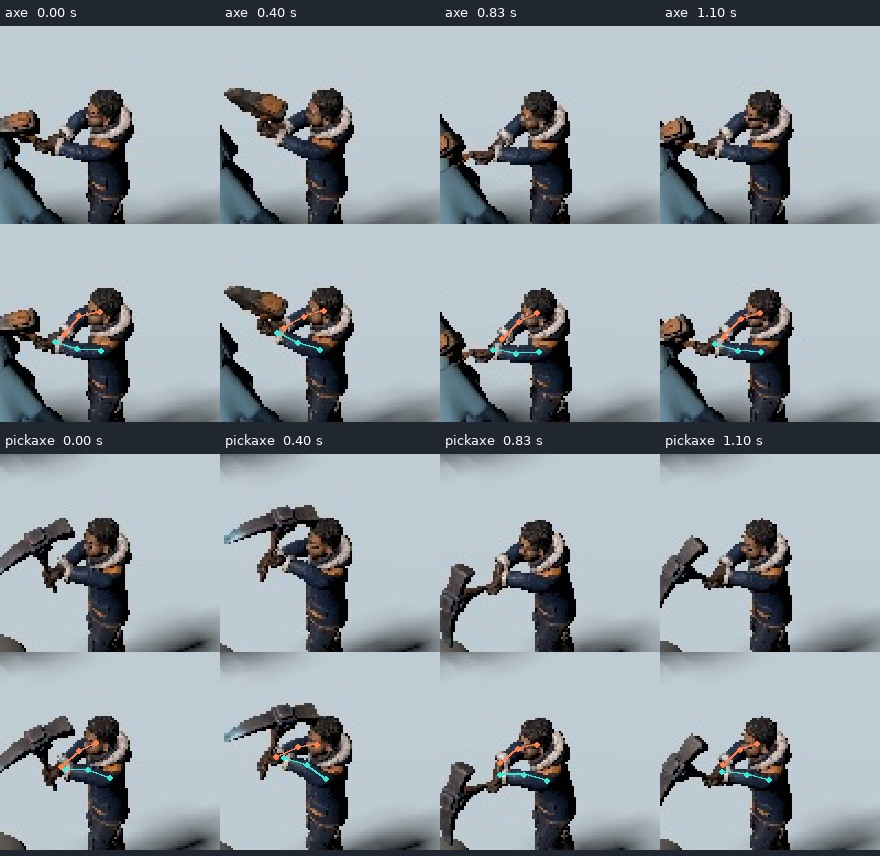 axe 0.00 s
axe 0.40 s
axe 0.83 s
axe 1.10 s
pickaxe 0.00 s
pickaxe 0.40 s
pickaxe 0.83 s
pickaxe 1.10 s